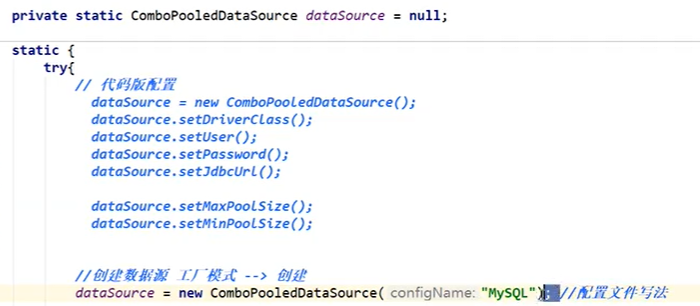 private static ComboPooledDataSource dataSource = null;
static {
try{
// 代码版配置
dataSource = new ComboPooledDataSource();
dataSource.setDriverClass();
dataSource.setUser();
dataSource.setPassword();
dataSource.setJdbcUrl();
dataSource.setMaxPoolSize();
dataSource.setMinPoolSize();
//创建数据源 工厂模式 --> 创建
dataSource = new ComboPooledDataSource( configName: "MySQL"); //配置文件写法